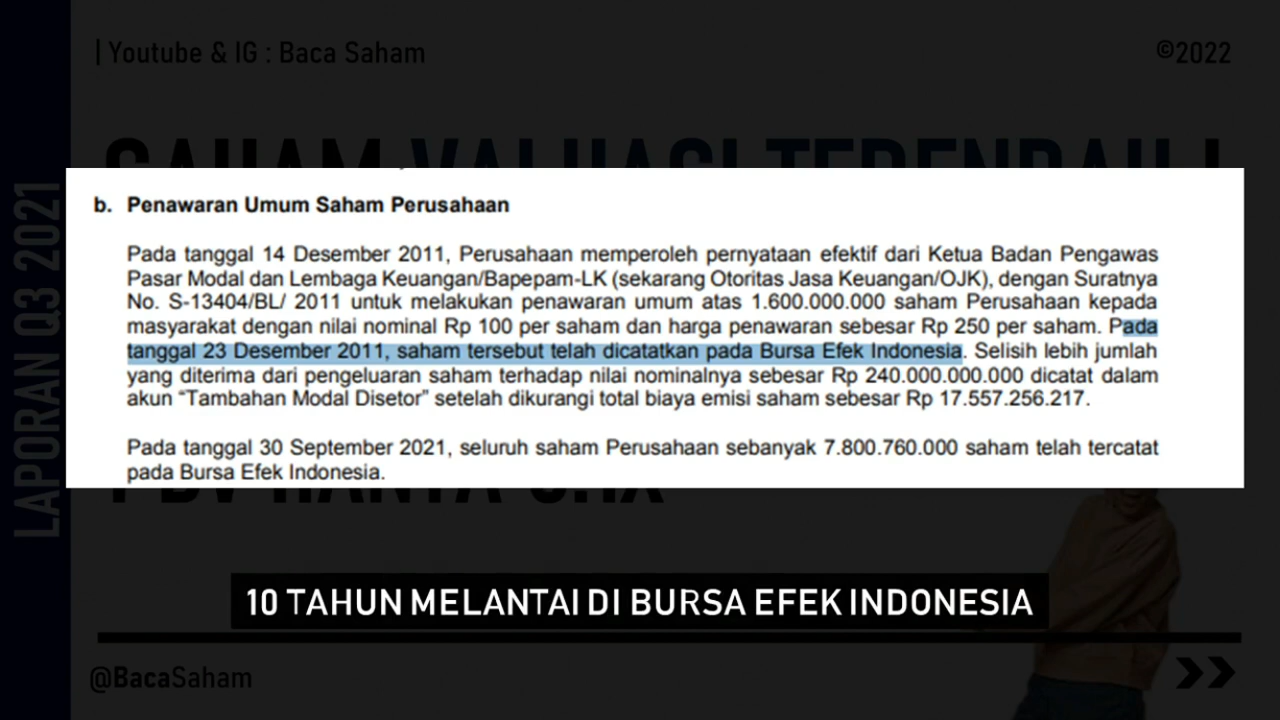 | Youtube & IG : Baca Saham
©2022
SAHAM VALUASI TERENDAH !
LAPORAN Q3 2021
b. Penawaran Umum Saham Perusahaan
Pada tanggal 14 Desember 2011, Perusahaan memperoleh pernyataan efektif dari Ketua Badan Pengawas
Pasar Modal dan Lembaga Keuangan/Bapepam-LK (sekarang Otoritas Jasa Keuangan/OJK), dengan Suratnya
No. S-13404/BL/ 2011 untuk melakukan penawaran umum atas 1.600.000.000 saham Perusahaan kepada
masyarakat dengan nilai nominal Rp 100 per saham dan harga penawaran sebesar Rp 250 per saham. Pada
tanggal 23 Desember 2011, saham tersebut telah dicatatkan pada Bursa Efek Indonesia. Selisih lebih jumlah
yang diterima dari pengeluaran saham terhadap nilai nominalnya sebesar Rp 240.000.000.000 dicatat dalam
akun “Tambahan Modal Disetor” setelah dikurangi total biaya emisi saham sebesar Rp 17.557.256.217.
Pada tanggal 30 September 2021, seluruh saham Perusahaan sebanyak 7.800.760.000 saham telah tercatat
pada Bursa Efek Indonesia.
10 TAHUN MELANTAI DI BURSA EFEK INDONESIA
@BacaSaham